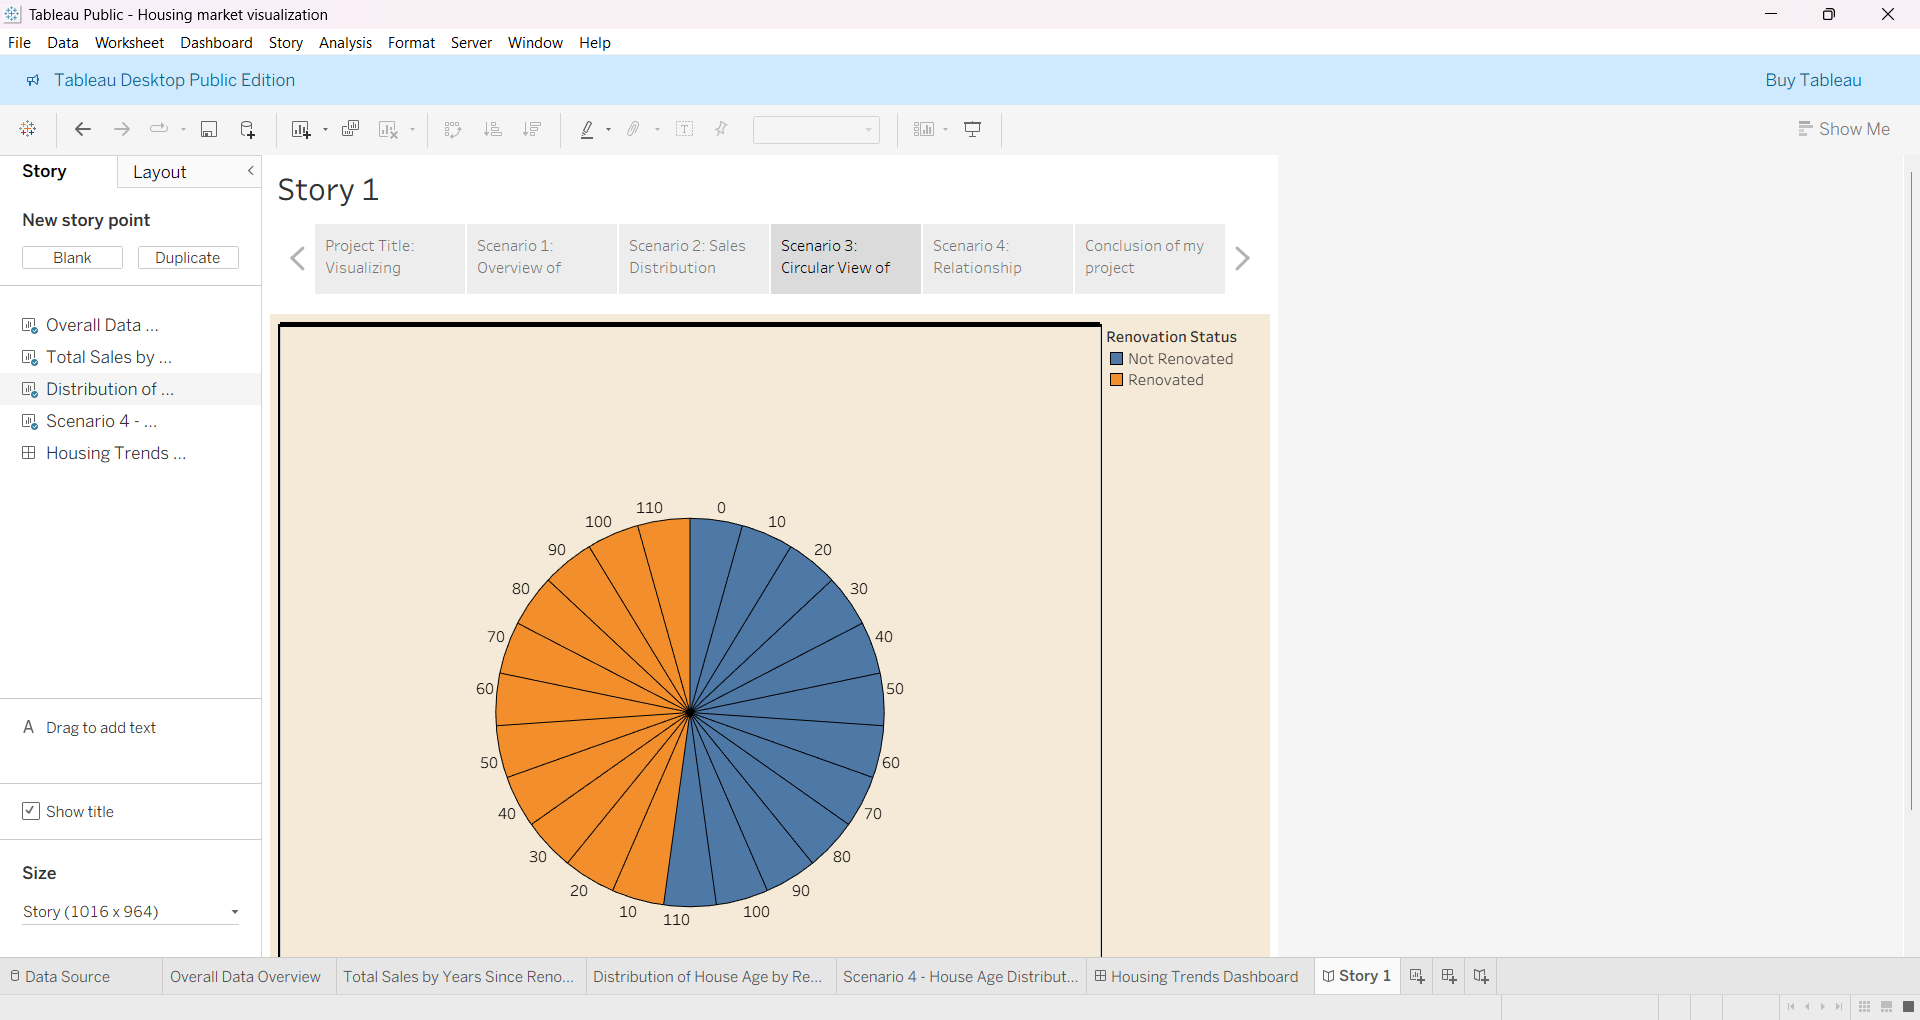 Tableau Public - Housing market visualization
File Data Worksheet Dashboard Story Analysis Format Server Window Help
Tableau Desktop Public Edition
Buy Tableau
Show Me
Story
Layout
New story point
Blank
Duplicate
Overall Data ...
Total Sales by ...
Distribution of ...
Scenario 4 - ...
Housing Trends ...
A Drag to add text
Show title
Size
Story (1016 x 964)
Story 1
Project Title:
Visualizing
Scenario 1:
Overview of
Scenario 2: Sales
Distribution
Scenario 3:
Circular View of
Scenario 4:
Relationship
Conclusion of my
project
Renovation Status
Not Renovated
Renovated
0
10
20
30
40
50
60
70
80
90
100
110
10
20
30
40
50
60
70
80
90
100
110
Data Source
Overall Data Overview
Total Sales by Years Since Reno...
Distribution of House Age by Re...
Scenario 4 - House Age Distribut...
Housing Trends Dashboard
Story 1